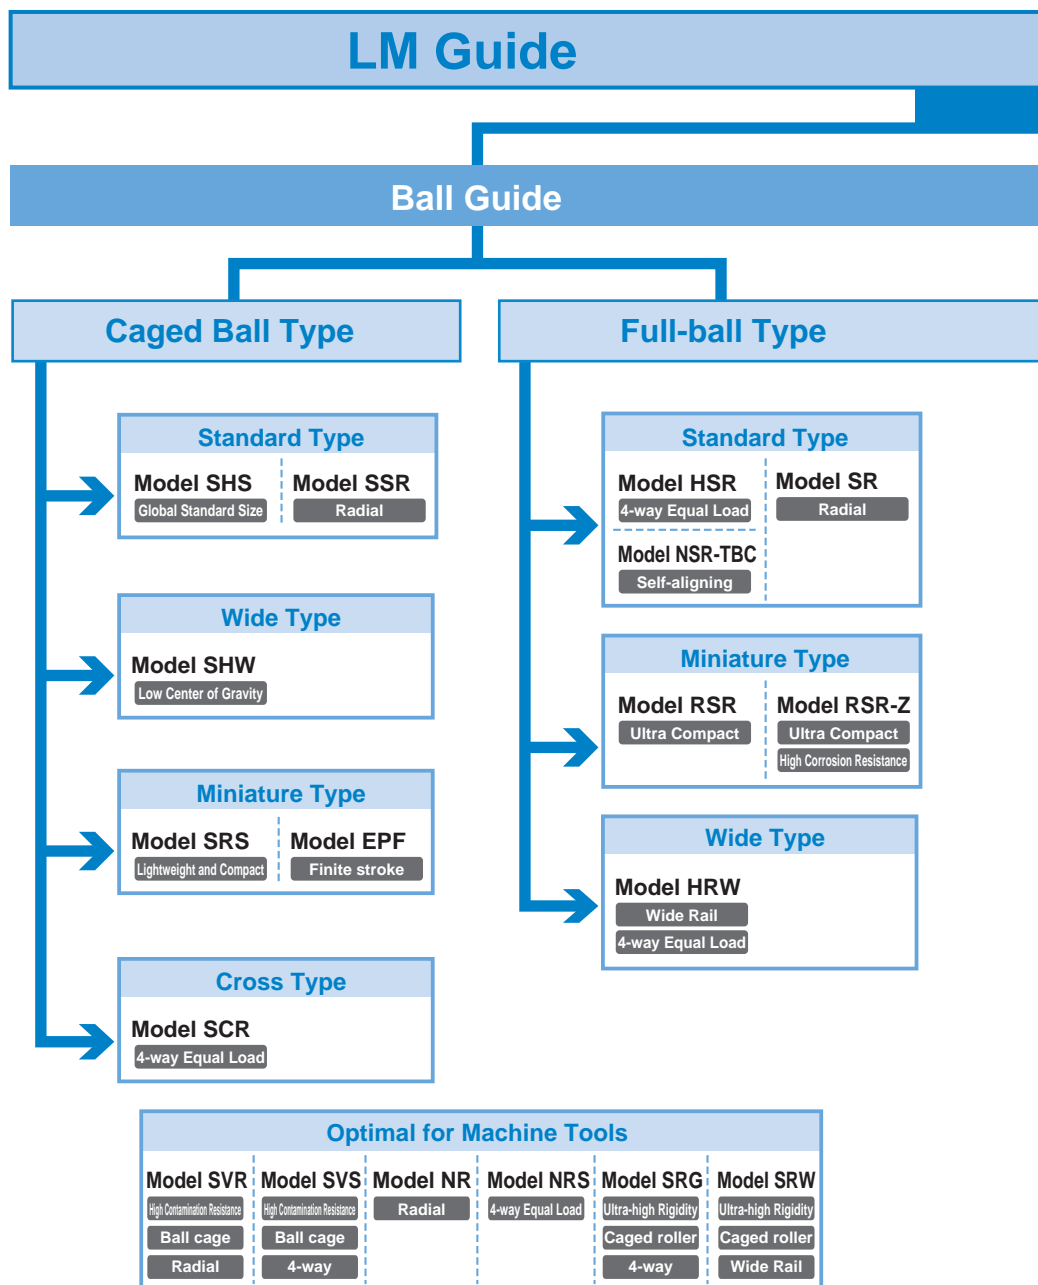 LM Guide
Ball Guide
Caged Ball Type
Full-ball Type
Standard Type
Model SHS
Global Standard Size
Model SSR
Radial
Wide Type
Model SHW
Low Center of Gravity
Miniature Type
Model SRS
Lightweight and Compact
Model EPF
Finite stroke
Cross Type
Model SCR
4-way Equal Load
Standard Type
Model HSR
4-way Equal Load
Model SR
Radial
Model NSR-TBC
Self-aligning
Miniature Type
Model RSR
Ultra Compact
Model RSR-Z
Ultra Compact
High Corrosion Resistance
Wide Type
Model HRW
Wide Rail
4-way Equal Load
Optimal for Machine Tools
Model SVR
High Contamination Resistance
Ball cage
Radial
Model SVS
High Contamination Resistance
Ball cage
4-way
Model NR
Radial
Model NRS
4-way Equal Load
Model SRG
Ultra-high Rigidity
Caged roller
4-way
Model SRW
Ultra-high Rigidity
Caged roller
Wide Rail